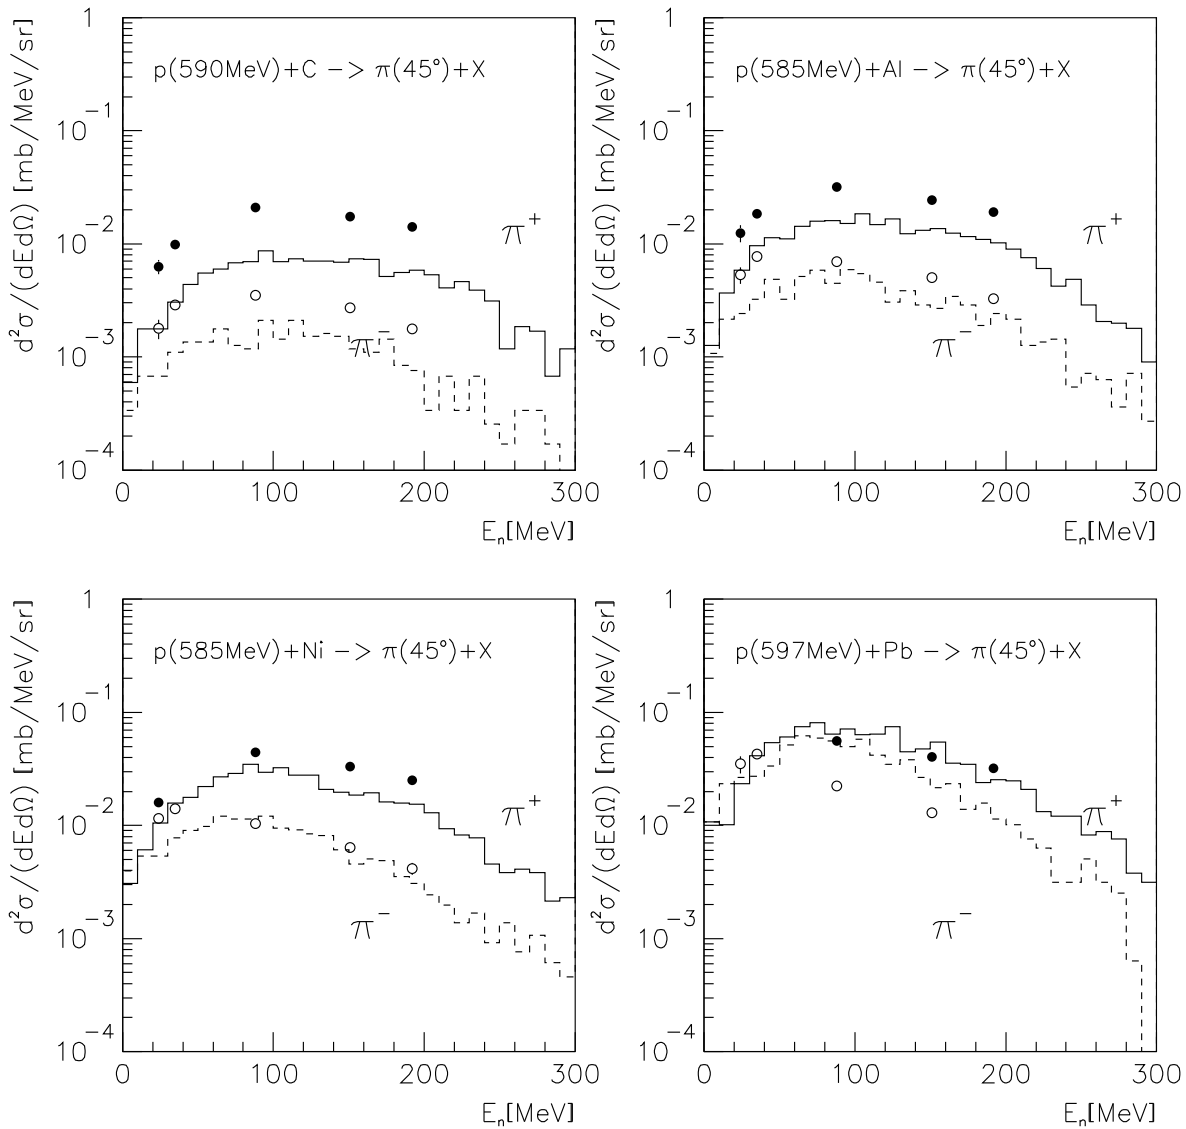 d²σ/(dEdΩ) [mb/MeV/sr]
1
10⁻¹
10⁻²
10⁻³
10⁻⁴
p(590MeV)+C −> π(45°)+X
π⁺
π⁻
0 100 200 300
Eₙ[MeV]
d²σ/(dEdΩ) [mb/MeV/sr]
1
10⁻¹
10⁻²
10⁻³
10⁻⁴
p(585MeV)+Al −> π(45°)+X
π⁺
π⁻
0 100 200 300
Eₙ[MeV]
d²σ/(dEdΩ) [mb/MeV/sr]
1
10⁻¹
10⁻²
10⁻³
10⁻⁴
p(585MeV)+Ni −> π(45°)+X
π⁺
π⁻
0 100 200 300
Eₙ[MeV]
d²σ/(dEdΩ) [mb/MeV/sr]
1
10⁻¹
10⁻²
10⁻³
10⁻⁴
p(597MeV)+Pb −> π(45°)+X
π⁺
π⁻
0 100 200 300
Eₙ[MeV]